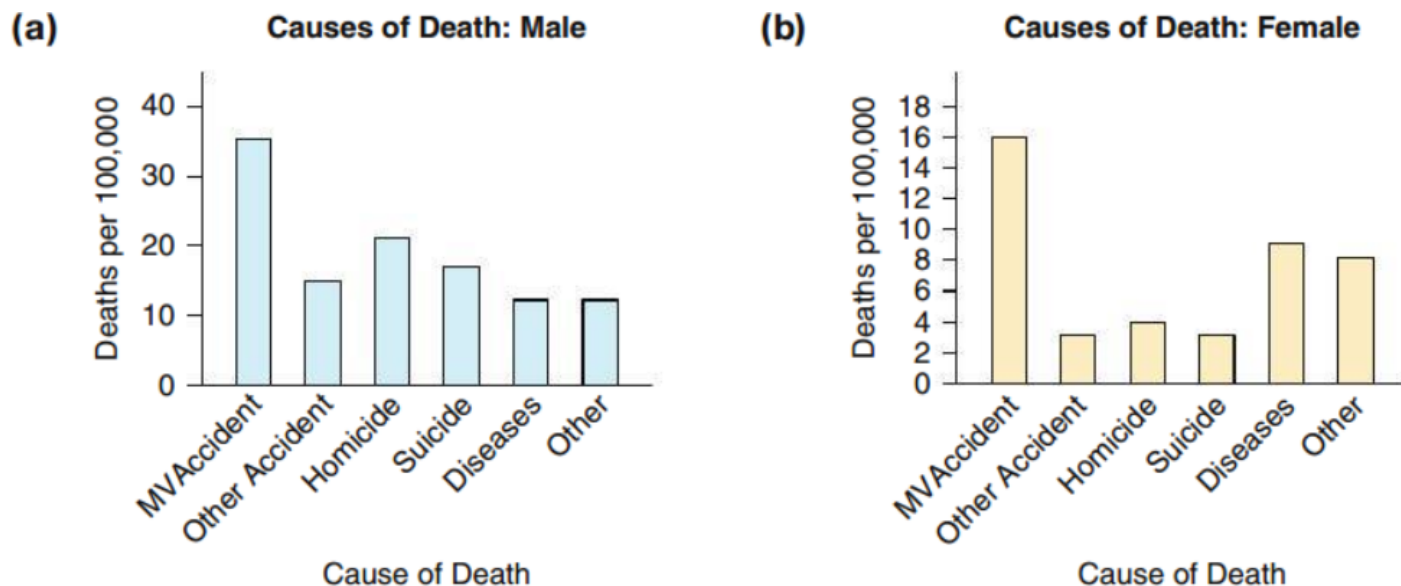 (a)
Causes of Death: Male
Deaths per 100,000
40
30
20
10
0
MVAccident
Other Accident
Homicide
Suicide
Diseases
Other
Cause of Death
(b)
Causes of Death: Female
Deaths per 100,000
18
16
14
12
10
8
6
4
2
0
MVAccident
Other Accident
Homicide
Suicide
Diseases
Other
Cause of Death